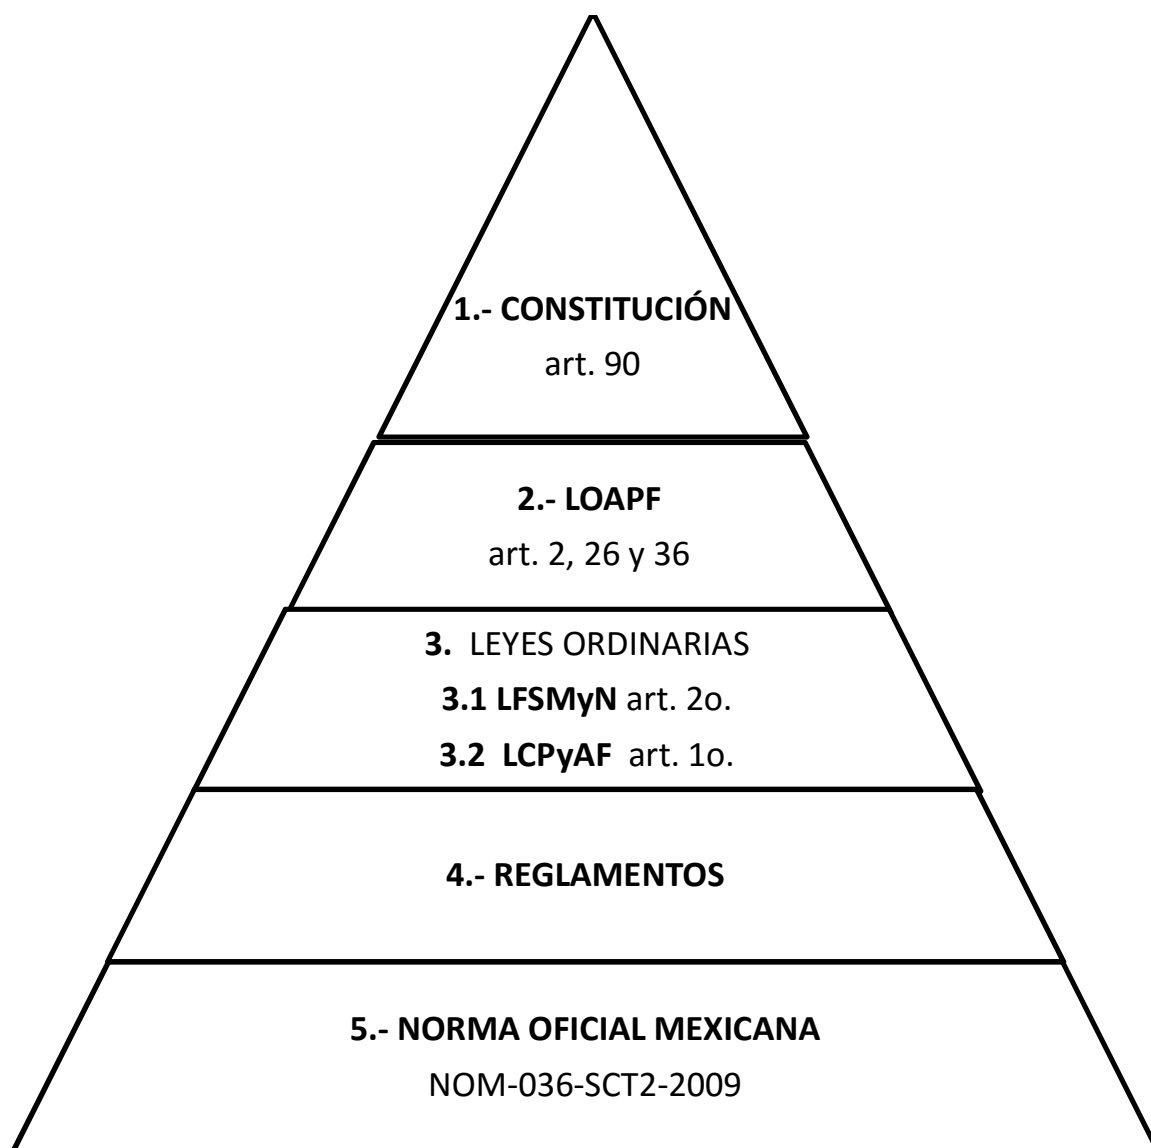 1.- CONSTITUCIÓN
art. 90
2.- LOAPF
art. 2, 26 y 36
3. LEYES ORDINARIAS
3.1 LFSMyN art. 2o.
3.2 LCPyAF art. 1o.
4.- REGLAMENTOS
5.- NORMA OFICIAL MEXICANA
NOM-036-SCT2-2009